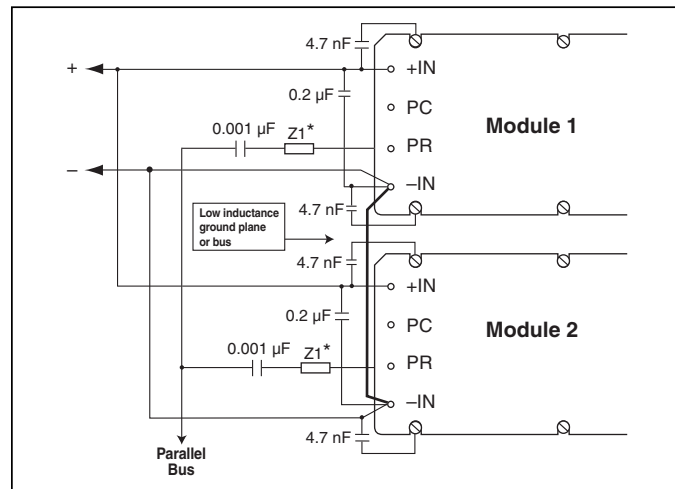 4.7 nF
+
+IN
0.2 µF
PC
Module 1
0.001 µF
Z1*
PR
–
–IN
4.7 nF
Low inductance
ground plane
or bus
4.7 nF
+IN
0.2 µF
PC
Module 2
0.001 µF
Z1*
PR
–IN
4.7 nF
Parallel
Bus